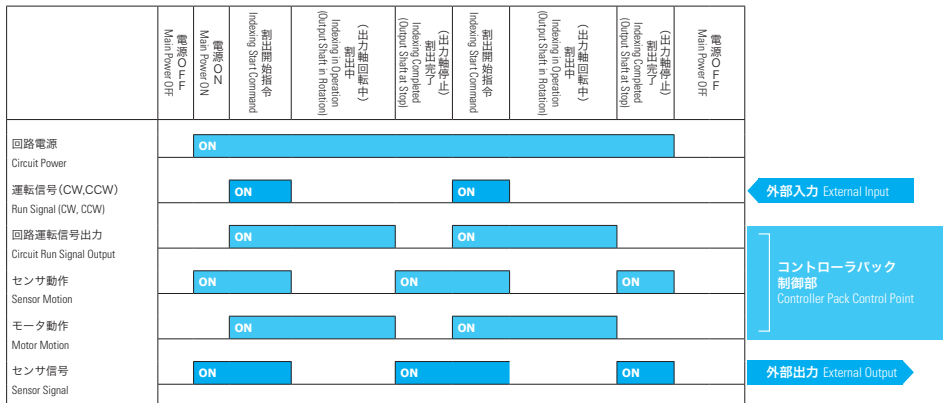 電源OFF
Main Power OFF
電源ON
Main Power ON
割出開始指令
Indexing Start Command
(出力軸回転中)
割出中
Indexing in Operation
(Output Shaft in Rotation)
(出力軸停止)
割出完了
Indexing Completed
(Output Shaft at Stop)
割出開始指令
Indexing Start Command
(出力軸回転中)
割出中
Indexing in Operation
(Output Shaft in Rotation)
(出力軸停止)
割出完了
Indexing Completed
(Output Shaft at Stop)
電源OFF
Main Power OFF
回路電源
Circuit Power
ON
運転信号(CW,CCW)
Run Signal (CW, CCW)
ON
ON
外部入力 External Input
回路運転信号出力
Circuit Run Signal Output
ON
ON
センサ動作
Sensor Motion
ON
ON
ON
コントローラパック
制御部
Controller Pack Control Point
モータ動作
Motor Motion
ON
ON
センサ信号
Sensor Signal
ON
ON
ON
外部出力 External Output